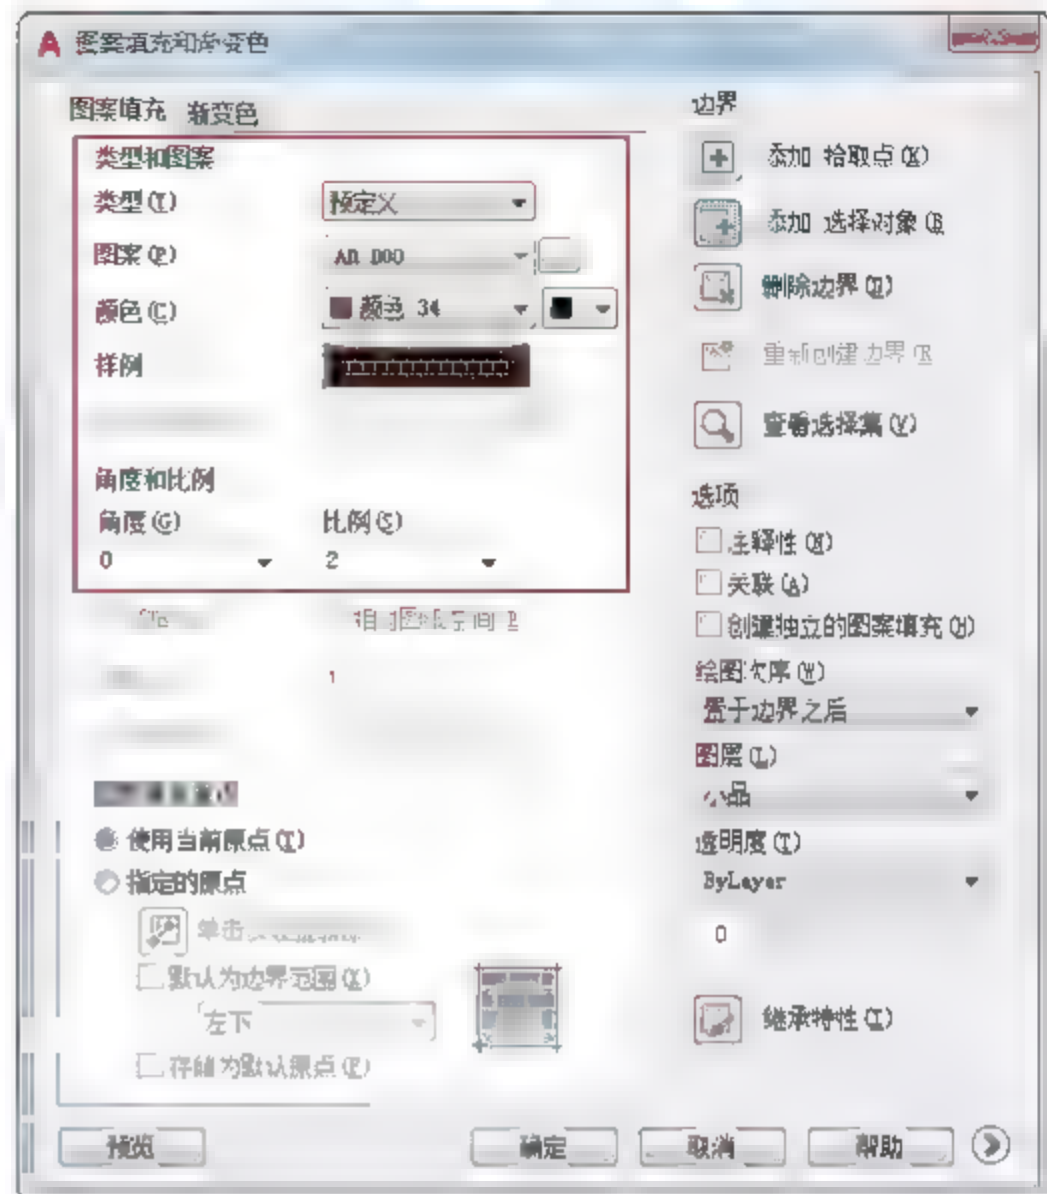 图案填充和渐变色
图案填充 渐变色
类型和图案
类型(Y)
预定义
图案(P)
颜色(C)
颜色 34
样例
角度和比例
角度(G)
比例(S)
0
2
1
使用当前原点(T)
指定的原点
单击
默认为边界范围(X)
左下
存储为默认原点(F)
预览
边界
添加 拾取点(K)
添加 选择对象(B
删除边界(D)
重新创建边界(R
查看选择集(V)
选项
注释性(N)
关联(A)
创建独立的图案填充(H)
绘图次序(W)
置于边界之后
图层(L)
小品
透明度(T)
ByLayer
0
继承特性(I)
确定
取消
帮助